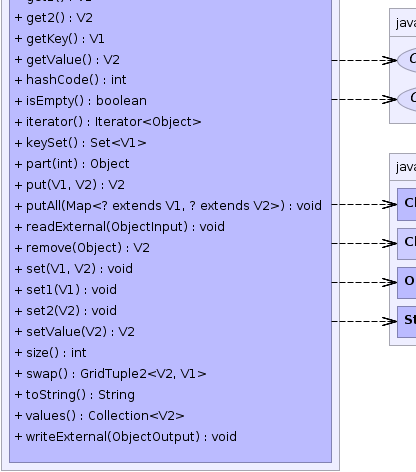 + get2() : V2
+ getKey() : V1
+ getValue() : V2
+ hashCode() : int
+ isEmpty() : boolean
+ iterator() : Iterator<Object>
+ keySet() : Set<V1>
+ part(int) : Object
+ put(V1, V2) : V2
+ putAll(Map<? extends V1, ? extends V2>) : void
+ readExternal(ObjectInput) : void
+ remove(Object) : V2
+ set(V1, V2) : void
+ set1(V1) : void
+ set2(V2) : void
+ setValue(V2) : V2
+ size() : int
+ swap() : GridTuple2<V2, V1>
+ toString() : String
+ values() : Collection<V2>
+ writeExternal(ObjectOutput) : void
java
java
Cl
Cl
O
St